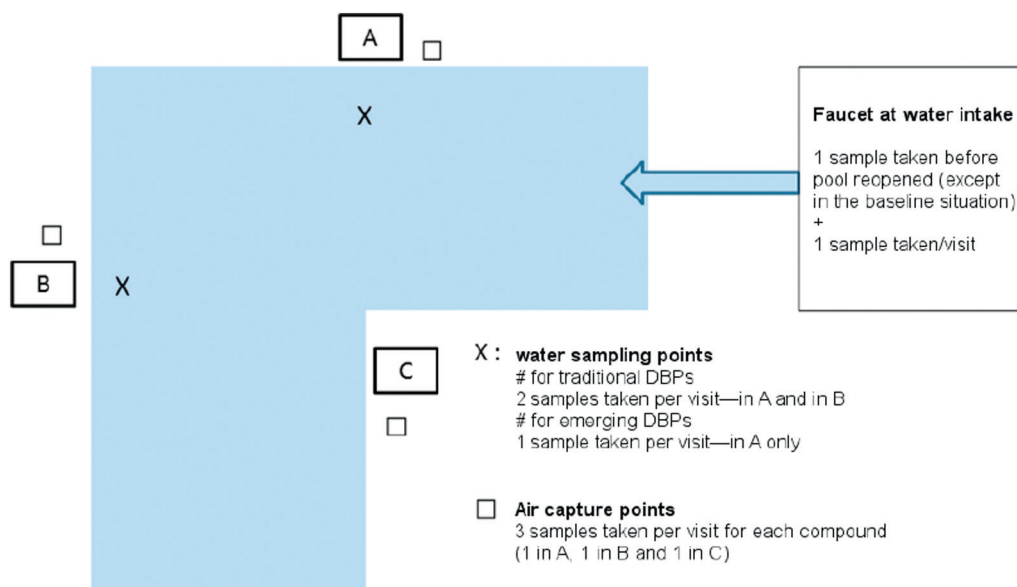 A
X
Faucet at water intake
1 sample taken before
pool reopened (except
in the baseline situation)
+
1 sample taken/visit
B
X
C
X : water sampling points
# for traditional DBPs
2 samples taken per visit—in A and in B
# for emerging DBPs
1 sample taken per visit—in A only
Air capture points
3 samples taken per visit for each compound
(1 in A, 1 in B and 1 in C)